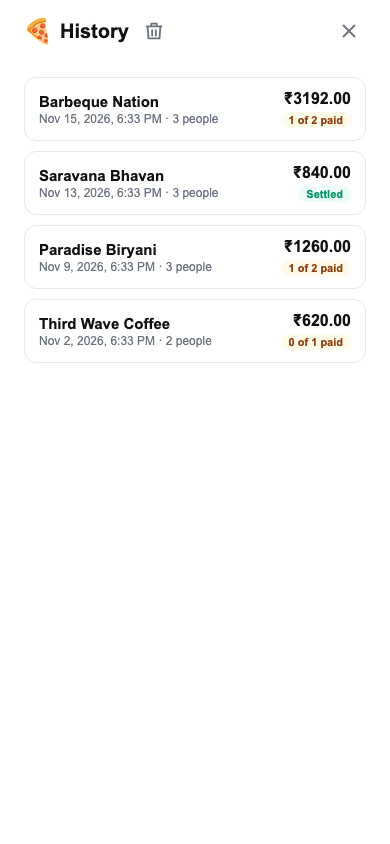 History
Barbeque Nation
₹3192.00
Nov 15, 2026, 6:33 PM · 3 people
1 of 2 paid
Saravana Bhavan
₹840.00
Nov 13, 2026, 6:33 PM · 3 people
Settled
Paradise Biryani
₹1260.00
Nov 9, 2026, 6:33 PM · 3 people
1 of 2 paid
Third Wave Coffee
₹620.00
Nov 2, 2026, 6:33 PM · 2 people
0 of 1 paid